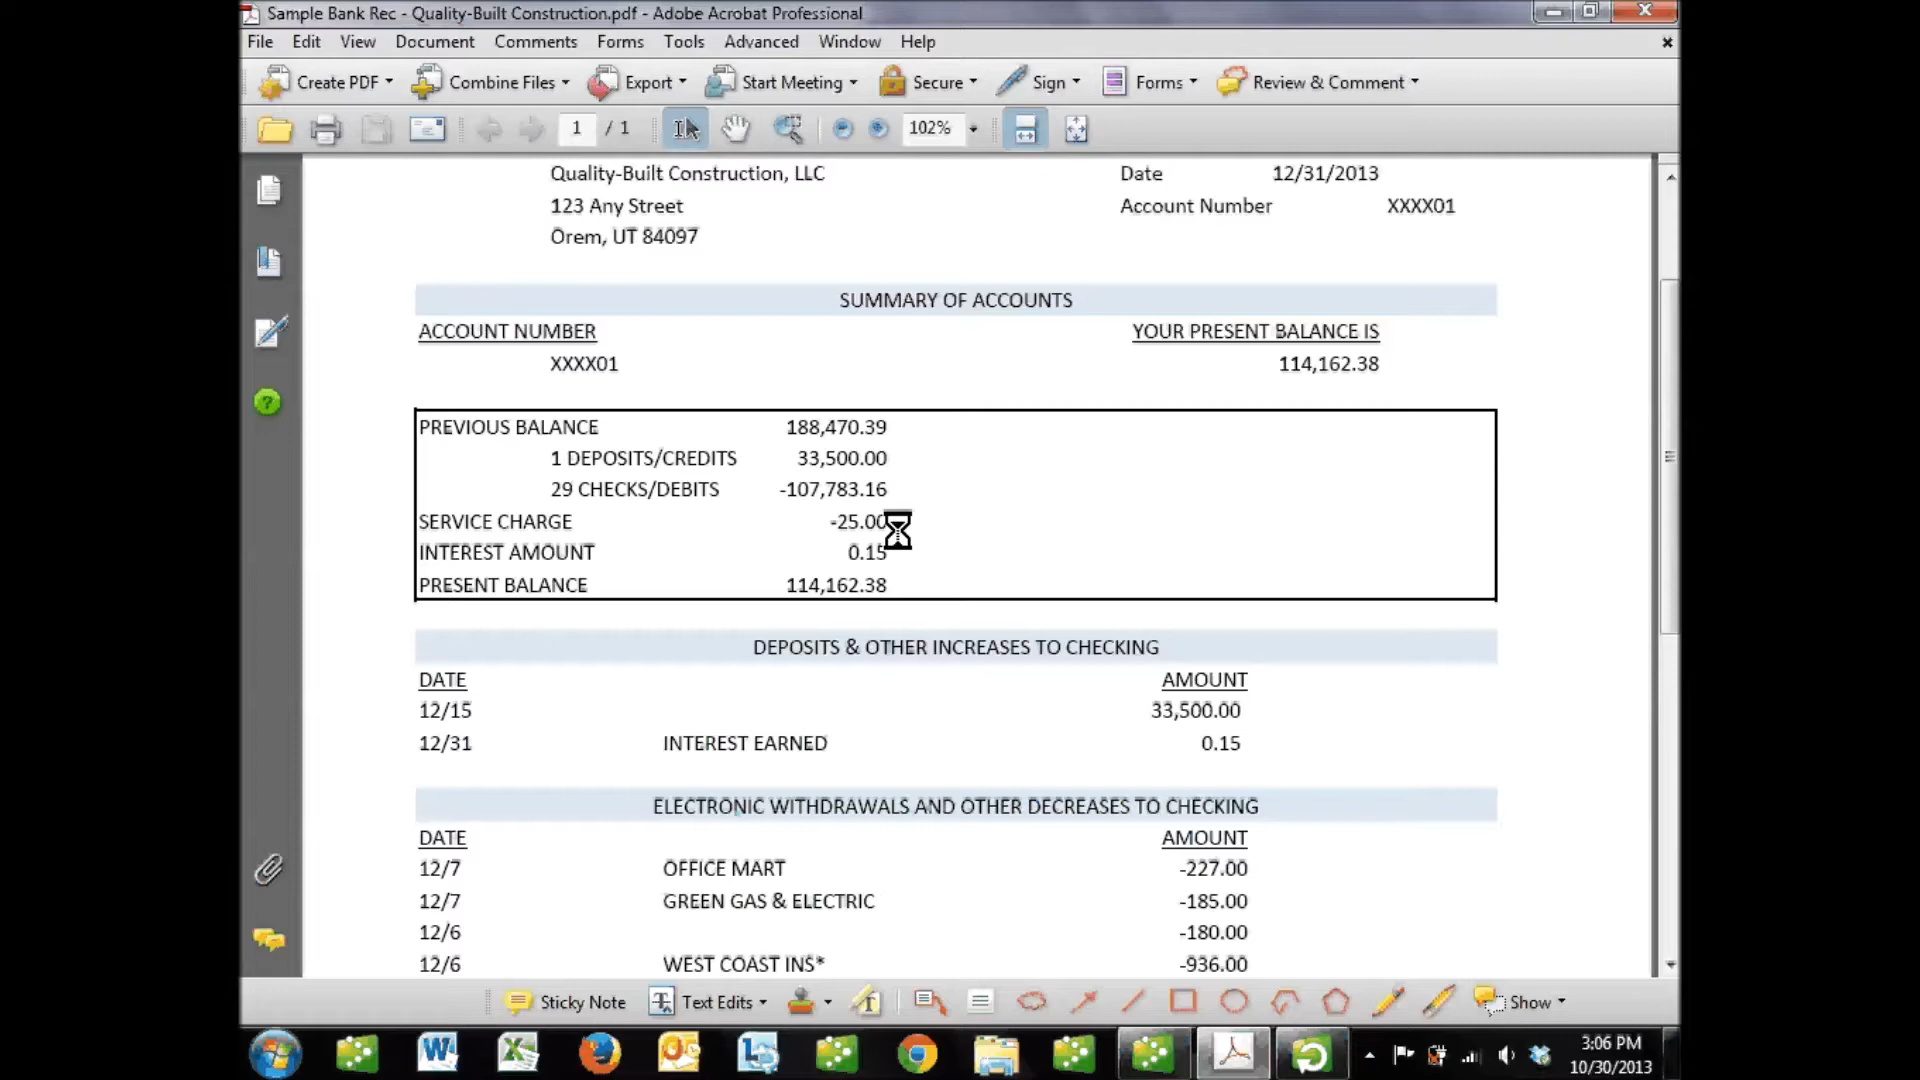 Sample Bank Rec - Quality-Built Construction.pdf - Adobe Acrobat Professional
File Edit View Document Comments Forms Tools Advanced Window Help
Create PDF Combine Files Export Start Meeting Secure Sign Forms Review & Comment
1 / 1 102%
Quality-Built Construction, LLC Date 12/31/2013
123 Any Street Account Number XXXX01
Orem, UT 84097
SUMMARY OF ACCOUNTS
ACCOUNT NUMBER YOUR PRESENT BALANCE IS
XXXX01 114,162.38
PREVIOUS BALANCE 188,470.39
1 DEPOSITS/CREDITS 33,500.00
29 CHECKS/DEBITS -107,783.16
SERVICE CHARGE -25.00
INTEREST AMOUNT 0.15
PRESENT BALANCE 114,162.38
DEPOSITS & OTHER INCREASES TO CHECKING
DATE AMOUNT
12/15 33,500.00
12/31 INTEREST EARNED 0.15
ELECTRONIC WITHDRAWALS AND OTHER DECREASES TO CHECKING
DATE AMOUNT
12/7 OFFICE MART -227.00
12/7 GREEN GAS & ELECTRIC -185.00
12/6 -180.00
12/6 WEST COAST INS* -936.00
Sticky Note Text Edits Show
3:06 PM
10/30/2013